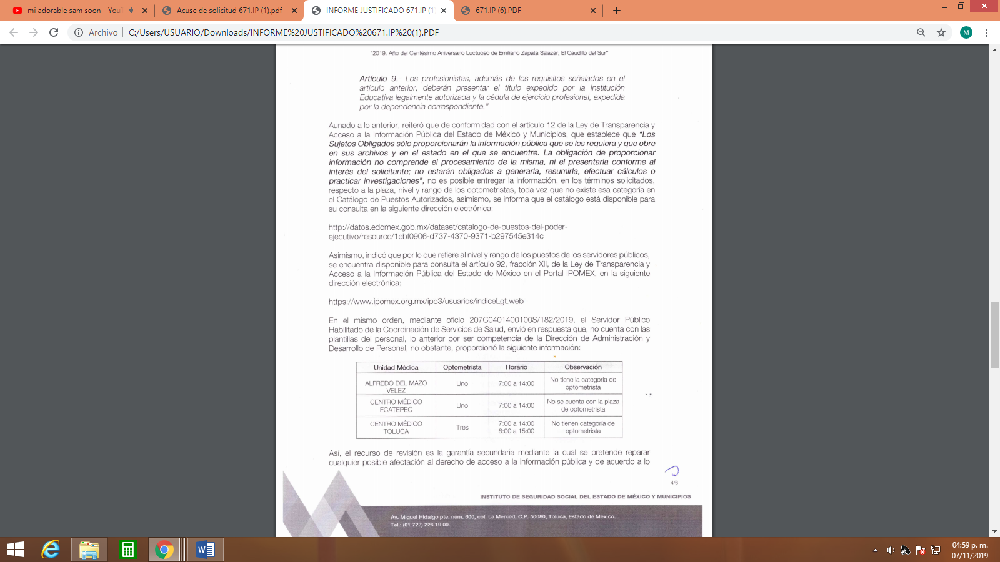 mi adorable sam soon - YouT
Acuse de solicitud 671.IP (1).pdf
INFORME JUSTIFICADO 671.IP (1
671.IP (6).PDF
Archivo
C:/Users/USUARIO/Downloads/INFORME%20JUSTIFICADO%20671.IP%20(1).PDF
M
"2019. Año del Centésimo Aniversario Luctuoso de Emiliano Zapata Salazar, El Caudillo del Sur"
Artículo 9.- Los profesionistas, además de los requisitos señalados en el
artículo anterior, deberán presentar el título expedido por la Institución
Educativa legalmente autorizada y la cédula de ejercicio profesional, expedida
por la dependencia correspondiente."
Aunado a lo anterior, reiteró que de conformidad con el artículo 12 de la Ley de Transparencia y
Acceso a la Información Pública del Estado de México y Municipios, que establece que "Los
Sujetos Obligados sólo proporcionarán la información pública que se les requiera y que obre
en sus archivos y en el estado en el que se encuentre. La obligación de proporcionar
información no comprende el procesamiento de la misma, ni el presentarla conforme al
interés del solicitante; no estarán obligados a generarla, resumirla, efectuar cálculos o
practicar investigaciones", no es posible entregar la información, en los términos solicitados,
respecto a la plaza, nivel y rango de los optometristas, toda vez que no existe esa categoría en
el Catálogo de Puestos Autorizados, asimismo, se informa que el catálogo está disponible para
su consulta en la siguiente dirección electrónica:
http://datos.edomex.gob.mx/dataset/catalogo-de-puestos-del-poder-
ejecutivo/resource/1ebf0906-d737-4370-9371-b297545e314c
Asimismo, indicó que por lo que refiere al nivel y rango de los puestos de los servidores públicos,
se encuentra disponible para consulta el artículo 92, fracción XII, de la Ley de Transparencia y
Acceso a la Información Pública del Estado de México en el Portal IPOMEX, en la siguiente
dirección electrónica:
https://www.ipomex.org.mx/ipo3/usuarios/indiceLgt.web
En el mismo orden, mediante oficio 207C0401400100S/182/2019, el Servidor Público
Habilitado de la Coordinación de Servicios de Salud, envió en respuesta que, no cuenta con las
plantillas del personal, lo anterior por ser competencia de la Dirección de Administración y
Desarrollo de Personal, no obstante, proporcionó la siguiente información:
Unidad Médica Optometrista Horario Observación
ALFREDO DEL MAZO VELEZ Uno 7:00 a 14:00 No tiene la categoría de optometrista
CENTRO MÉDICO ECATEPEC Uno 7:00 a 14:00 No se cuenta con la plaza de optometrista
CENTRO MÉDICO TOLUCA Tres 7:00 a 14:00 8:00 a 15:00 No tienen categoría de optometrista
Así, el recurso de revisión es la garantía secundaria mediante la cual se pretende reparar
cualquier posible afectación al derecho de acceso a la información pública y de acuerdo a lo
4/6
INSTITUTO DE SEGURIDAD SOCIAL DEL ESTADO DE MÉXICO Y MUNICIPIOS
Av. Miguel Hidalgo pte. núm. 600, col. La Merced, C.P. 50080, Toluca, Estado de México.
Tel.: (01 722) 226 19 00.
04:59 p. m.
07/11/2019